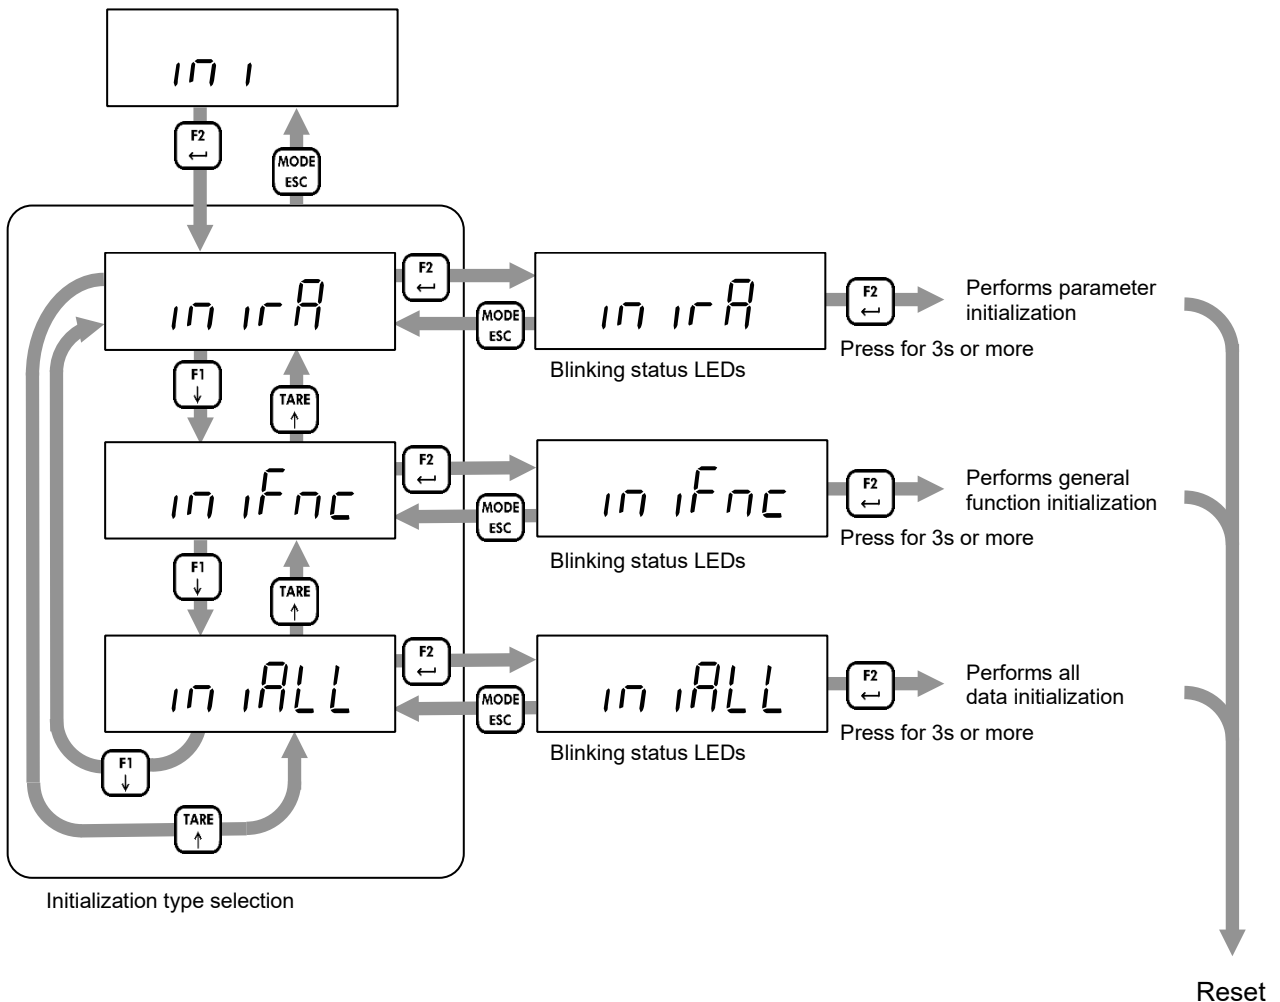 ini
F2
MODE
ESC
inirA
F2
MODE
ESC
inirA
F2
Performs parameter
initialization
Press for 3s or more
Blinking status LEDs
F1
TARE
iniFnc
F2
MODE
ESC
iniFnc
F2
Performs general
function initialization
Press for 3s or more
Blinking status LEDs
F1
TARE
iniALL
F2
MODE
ESC
iniALL
F2
Performs all
data initialization
Press for 3s or more
Blinking status LEDs
F1
TARE
Initialization type selection
Reset